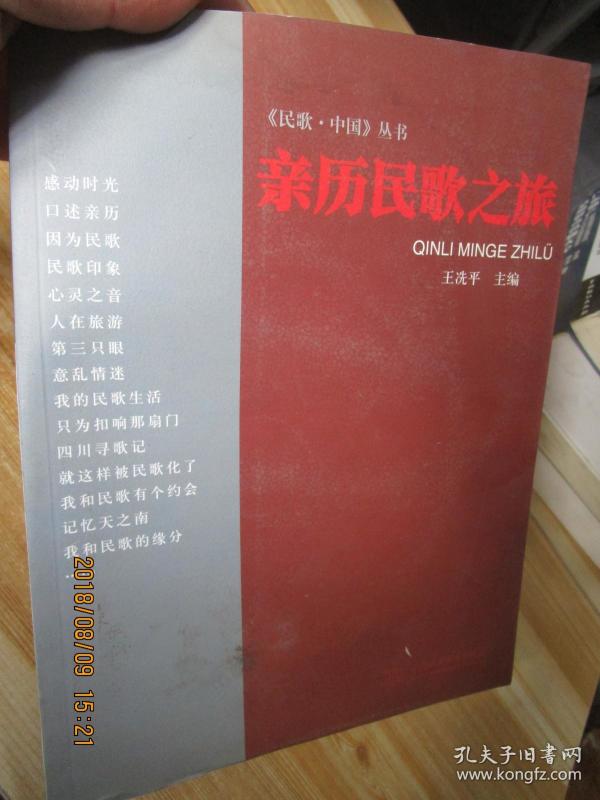 《民歌·中国》丛书
亲历民歌之旅
QINLI MINGE ZHILÜ
王冼平 主编
感动时光
口述亲历
因为民歌
民歌印象
心灵之音
人在旅游
第三只眼
意乱情迷
我的民歌生活
只为扣响那扇门
四川寻歌记
就这样被民歌化了
我和民歌有个约会
记忆天之南
我和民歌的缘分
2018/08/09 15:21
孔夫子旧书网
www.kongfz.com